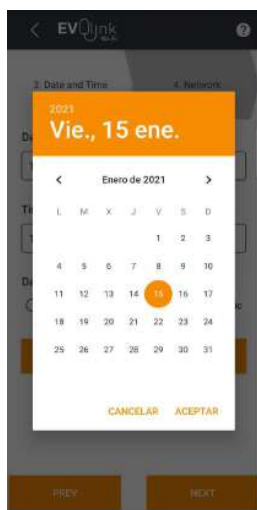 EVQlink
3. Date and Time
4. Network
2021
Vie., 15 ene.
Enero de 2021
L M X J V S D
1 2 3
4 5 6 7 8 9 10
11 12 13 14 15 16 17
18 19 20 21 22 23 24
25 26 27 28 29 30 31
CANCELAR ACEPTAR
PREV NEXT